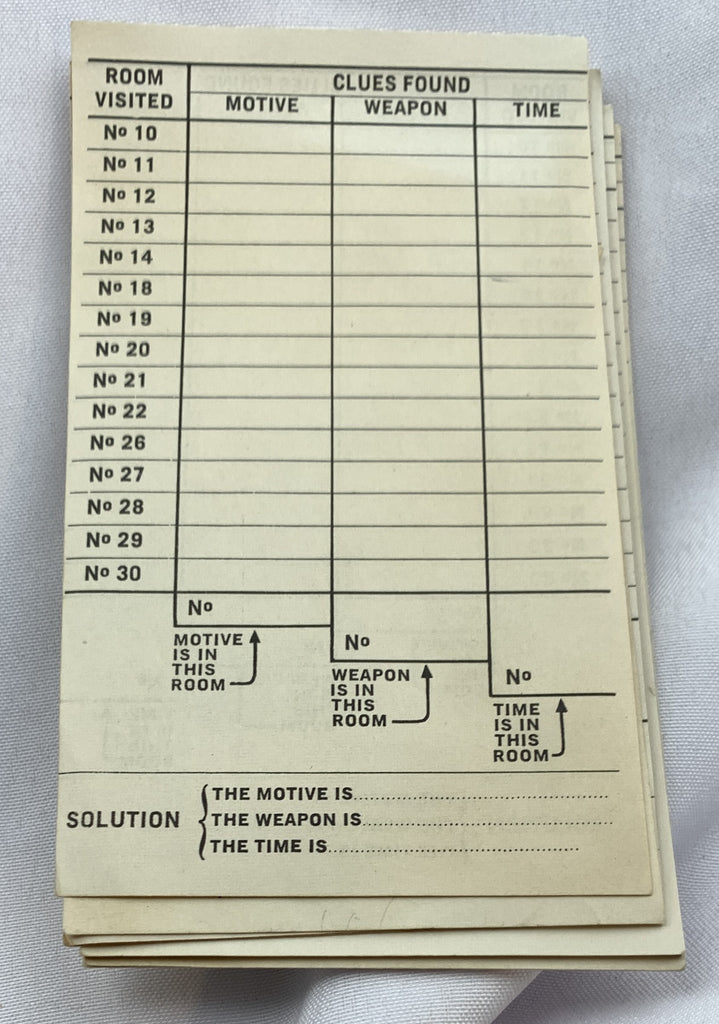 ROOM VISITED
CLUES FOUND
MOTIVE WEAPON TIME
Nº 10
Nº 11
Nº 12
Nº 13
Nº 14
Nº 18
Nº 19
Nº 20
Nº 21
Nº 22
Nº 26
Nº 27
Nº 28
Nº 29
Nº 30
Nº
MOTIVE
IS IN
THIS
ROOM
Nº
WEAPON
IS IN
THIS
ROOM
Nº
TIME
IS IN
THIS
ROOM
SOLUTION
THE MOTIVE IS
THE WEAPON IS
THE TIME IS